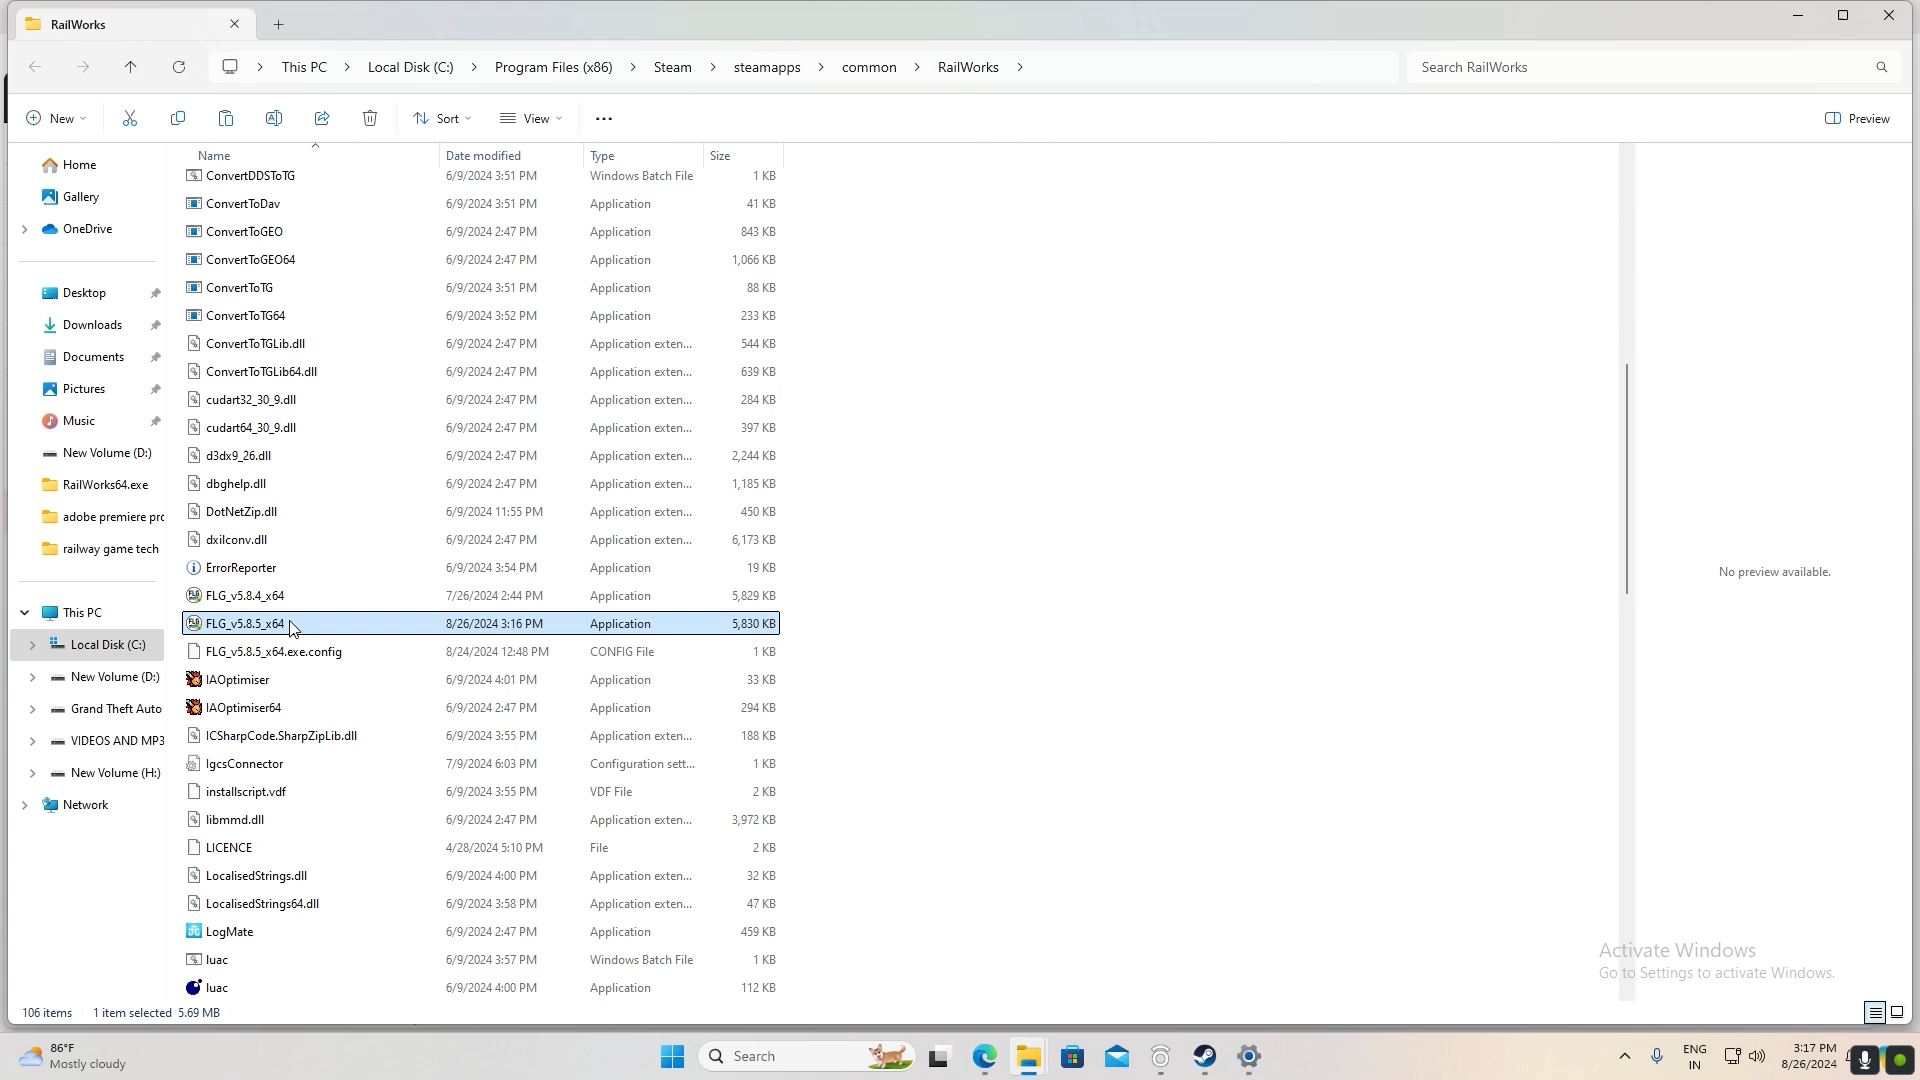 RailWorks
This PC > Local Disk (C:) > Program Files (x86) > Steam > steamapps > common > RailWorks >
Search RailWorks
New
Sort
View
Preview
Home
Gallery
OneDrive
Desktop
Downloads
Documents
Pictures
Music
New Volume (D:)
RailWorks64.exe
adobe premiere pro
railway game tech
This PC
Local Disk (C:)
New Volume (D:)
Grand Theft Auto
VIDEOS AND MP3
New Volume (H:)
Network
Name Date modified Type Size
ConvertDDSToTG 6/9/2024 3:51 PM Windows Batch File 1 KB
ConvertToDav 6/9/2024 3:51 PM Application 41 KB
ConvertToGEO 6/9/2024 2:47 PM Application 843 KB
ConvertToGEO64 6/9/2024 2:47 PM Application 1,066 KB
ConvertToTG 6/9/2024 3:51 PM Application 88 KB
ConvertToTG64 6/9/2024 3:52 PM Application 233 KB
ConvertToTGLib.dll 6/9/2024 2:47 PM Application exten... 544 KB
ConvertToTGLib64.dll 6/9/2024 2:47 PM Application exten... 639 KB
cudart32_30_9.dll 6/9/2024 2:47 PM Application exten... 284 KB
cudart64_30_9.dll 6/9/2024 2:47 PM Application exten... 397 KB
d3dx9_26.dll 6/9/2024 2:47 PM Application exten... 2,244 KB
dbghelp.dll 6/9/2024 2:47 PM Application exten... 1,185 KB
DotNetZip.dll 6/9/2024 11:55 PM Application exten... 450 KB
dxilconv.dll 6/9/2024 2:47 PM Application exten... 6,173 KB
ErrorReporter 6/9/2024 3:54 PM Application 19 KB
FLG_v5.8.4_x64 7/26/2024 2:44 PM Application 5,829 KB
FLG_v5.8.5_x64 8/26/2024 3:16 PM Application 5,830 KB
FLG_v5.8.5_x64.exe.config 8/24/2024 12:48 PM CONFIG File 1 KB
IAOptimiser 6/9/2024 4:01 PM Application 33 KB
IAOptimiser64 6/9/2024 2:47 PM Application 294 KB
ICSharpCode.SharpZipLib.dll 6/9/2024 3:55 PM Application exten... 188 KB
IgcsConnector 7/9/2024 6:03 PM Configuration sett... 1 KB
installscript.vdf 6/9/2024 3:55 PM VDF File 2 KB
libmmd.dll 6/9/2024 2:47 PM Application exten... 3,972 KB
LICENCE 4/28/2024 5:10 PM File 2 KB
LocalisedStrings.dll 6/9/2024 4:00 PM Application exten... 32 KB
LocalisedStrings64.dll 6/9/2024 3:58 PM Application exten... 47 KB
LogMate 6/9/2024 2:47 PM Application 459 KB
luac 6/9/2024 3:57 PM Windows Batch File 1 KB
luac 6/9/2024 4:00 PM Application 112 KB
No preview available.
Activate Windows
Go to Settings to activate Windows.
106 items 1 item selected 5.69 MB
86°F
Mostly cloudy
Search
ENG
IN
3:17 PM
8/26/2024